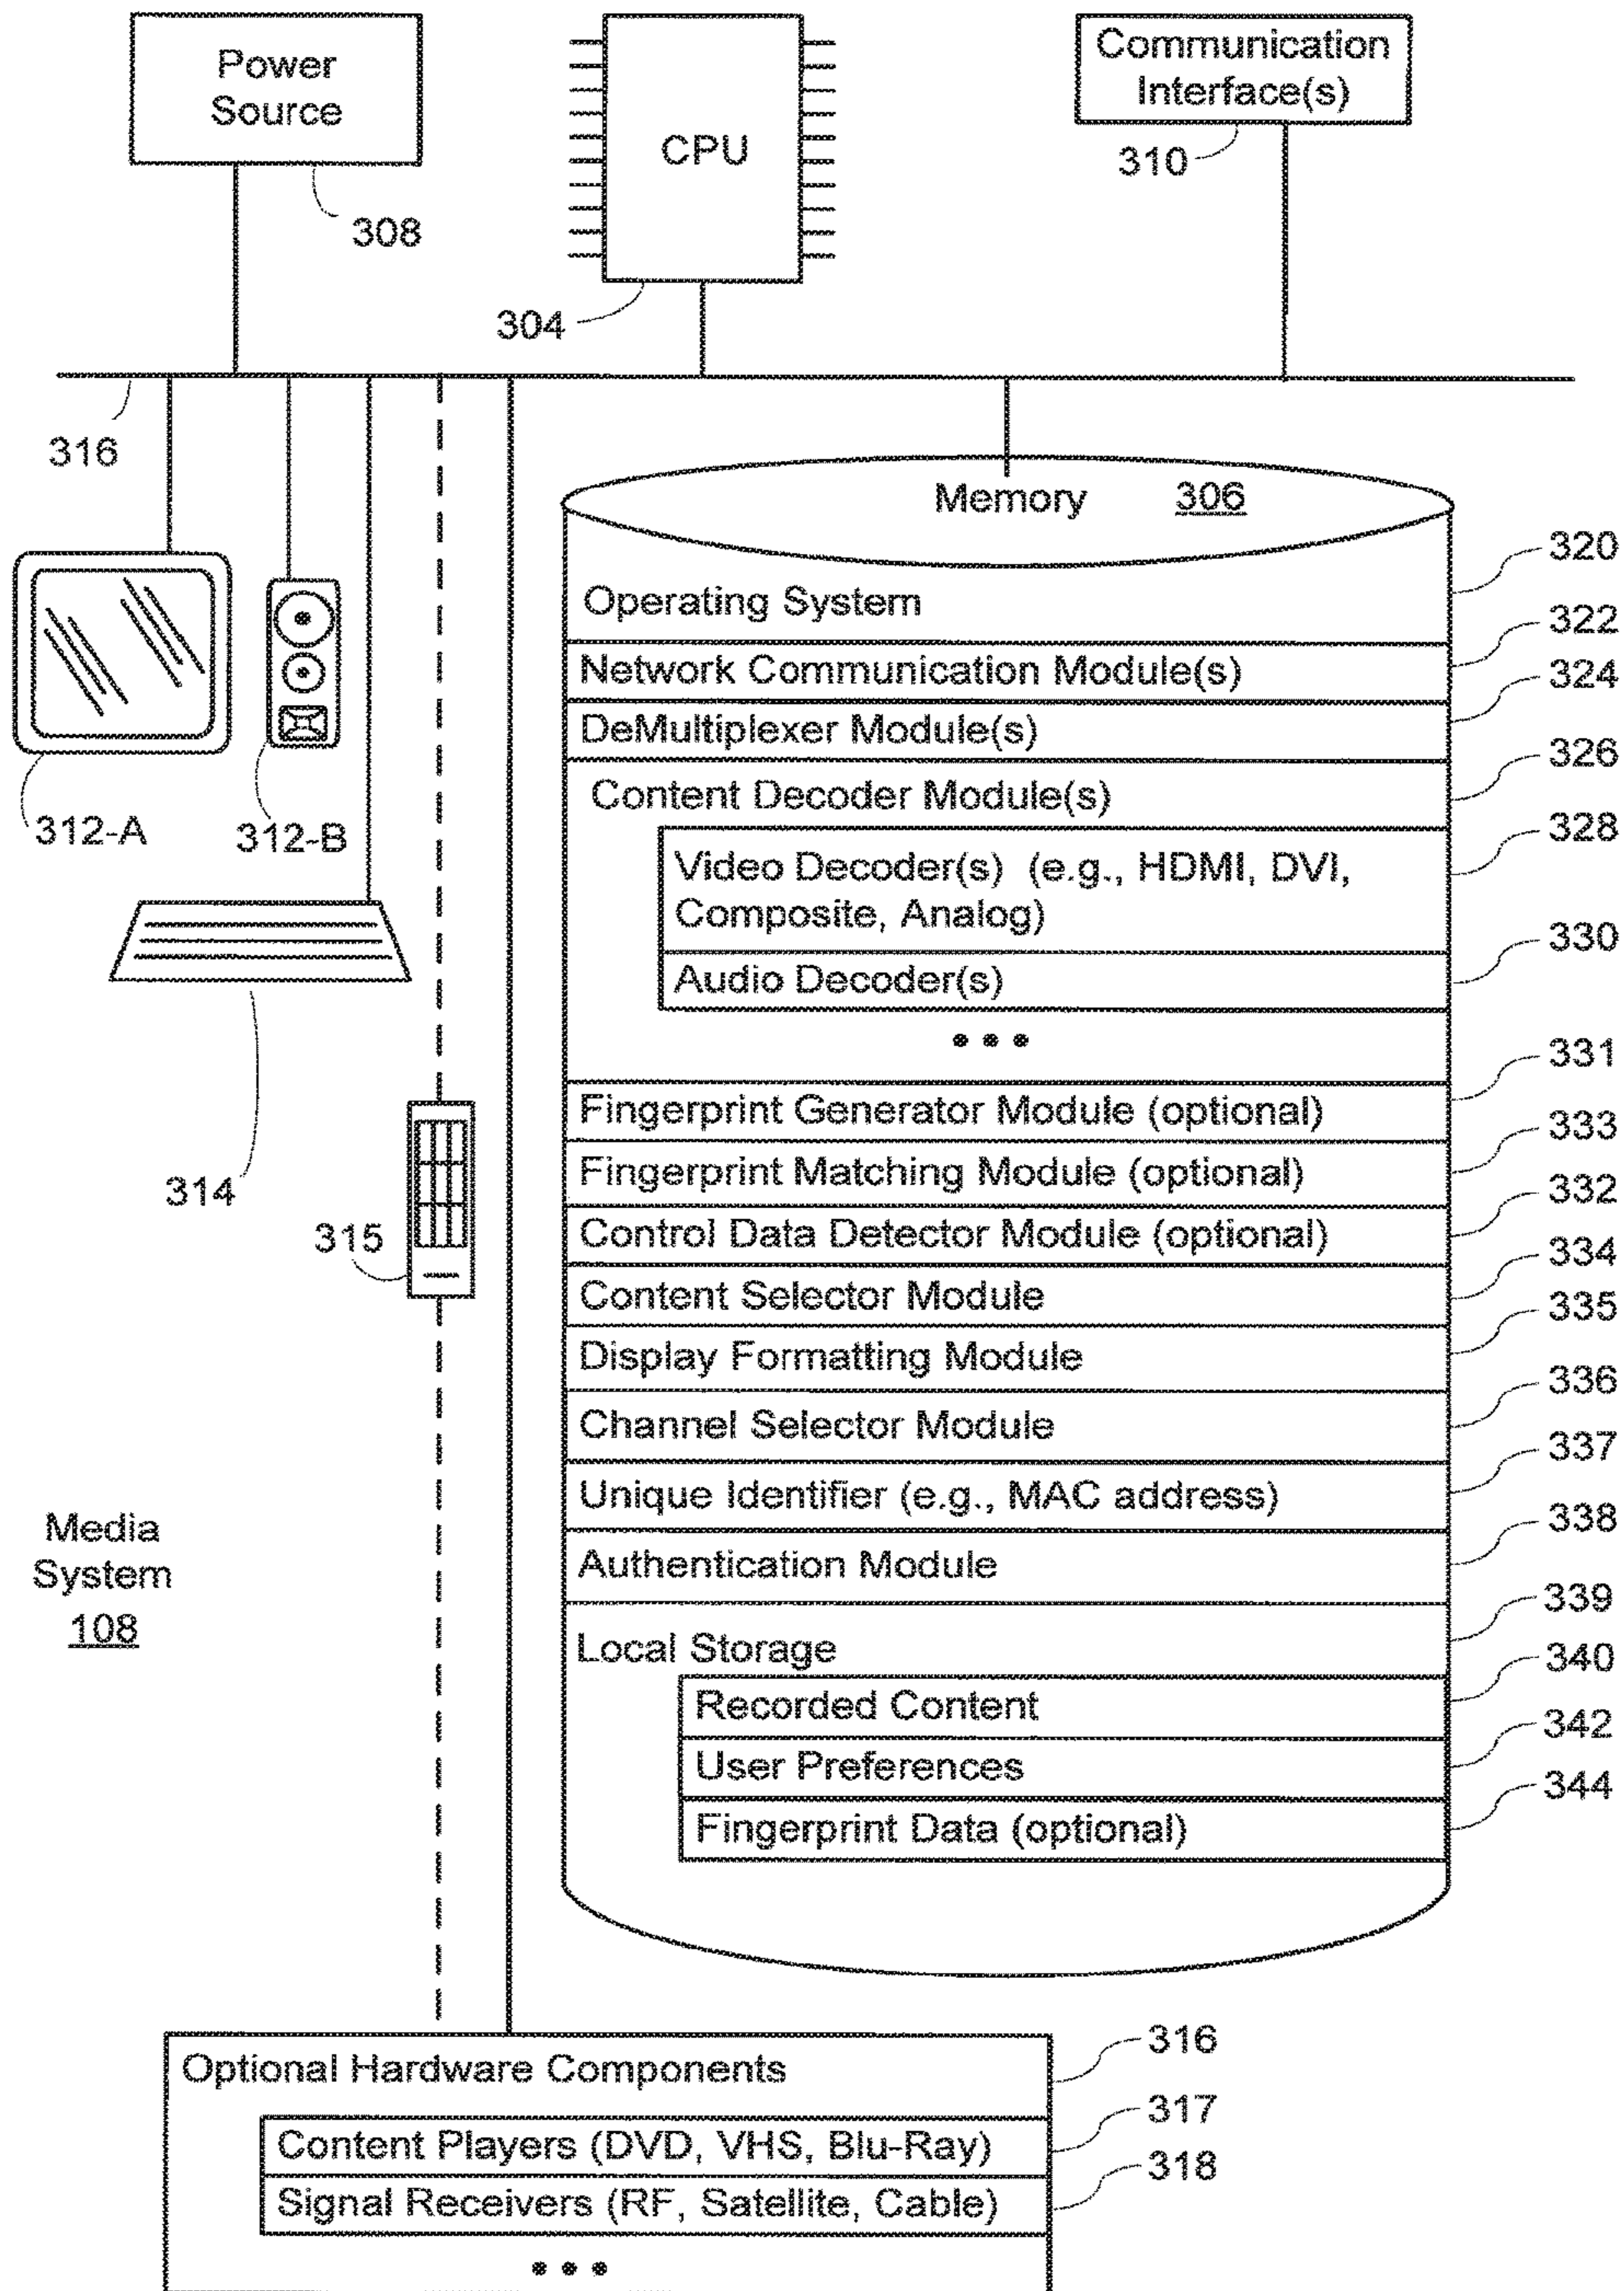 Power
Source
308
CPU
304
Communication
Interface(s)
310
316
312-A
312-B
314
315
Memory 306
Operating System
320
Network Communication Module(s)
322
DeMultiplexer Module(s)
324
Content Decoder Module(s)
326
Video Decoder(s) (e.g., HDMI, DVI,
Composite, Analog)
328
Audio Decoder(s)
330
• • •
Fingerprint Generator Module (optional)
331
Fingerprint Matching Module (optional)
333
Control Data Detector Module (optional)
332
Content Selector Module
334
Display Formatting Module
335
Channel Selector Module
336
Unique Identifier (e.g., MAC address)
337
Authentication Module
338
Local Storage
339
Recorded Content
340
User Preferences
342
Fingerprint Data (optional)
344
Media
System
108
Optional Hardware Components
316
Content Players (DVD, VHS, Blu-Ray)
317
Signal Receivers (RF, Satellite, Cable)
318
• • •